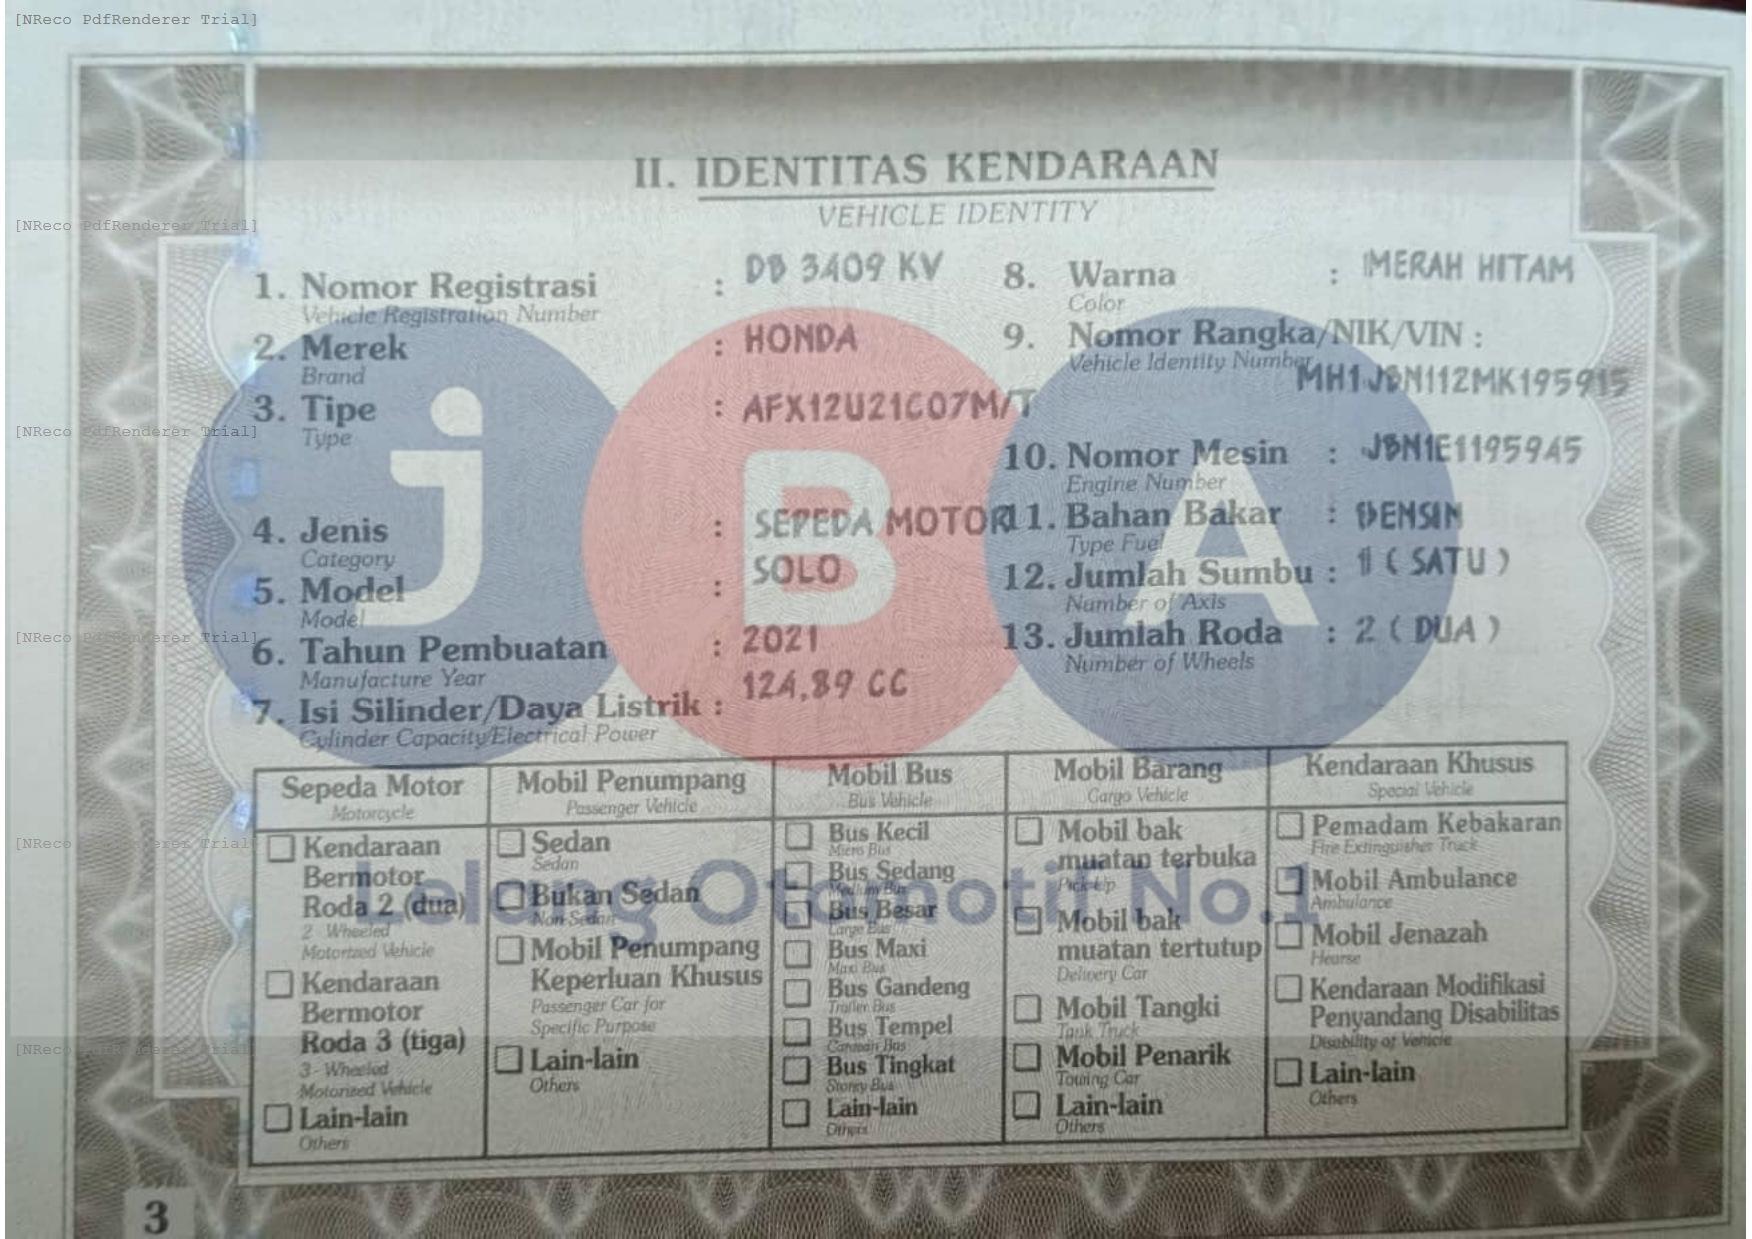 [NReco PdfRenderer Trial]
II. IDENTITAS KENDARAAN
VEHICLE IDENTITY
[NReco PdfRenderer Trial]
1. Nomor Registrasi : DB 3409 KV
Vehicle Registration Number
2. Merek : HONDA
Brand
3. Tipe : AFX12U21C07M/T
Type
[NReco PdfRenderer Trial]
4. Jenis : SEPEDA MOTOR
Category
5. Model : SOLO
Model
[NReco PdfRenderer Trial]
6. Tahun Pembuatan : 2021
Manufacture Year
7. Isi Silinder/Daya Listrik : 124,89 CC
Cylinder Capacity/Electrical Power
8. Warna : MERAH HITAM
Color
9. Nomor Rangka/NIK/VIN :
Vehicle Identity Number
MH1JBN112MK195915
10. Nomor Mesin : JBN1E1195945
Engine Number
11. Bahan Bakar : BENSIN
Type Fuel
12. Jumlah Sumbu : 1 ( SATU )
Number of Axis
13. Jumlah Roda : 2 ( DUA )
Number of Wheels
jBA
Lelang Otomotif No.1
Sepeda Motor
Motorcycle
[NReco PdfRenderer Trial]
Kendaraan
Bermotor
Roda 2 (dua)
2 - Wheeled
Motorized Vehicle
Kendaraan
Bermotor
Roda 3 (tiga)
[NReco PdfRenderer Trial]
3 - Wheeled
Motorized Vehicle
Lain-lain
Others
Mobil Penumpang
Passenger Vehicle
Sedan
Sedan
Bukan Sedan
Non Sedan
Mobil Penumpang
Keperluan Khusus
Passenger Car for
Specific Purpose
Lain-lain
Others
Mobil Bus
Bus Vehicle
Bus Kecil
Micro Bus
Bus Sedang
Medium Bus
Bus Besar
Large Bus
Bus Maxi
Maxi Bus
Bus Gandeng
Trailer Bus
Bus Tempel
Caravan Bus
Bus Tingkat
Storey Bus
Lain-lain
Others
Mobil Barang
Cargo Vehicle
Mobil bak
muatan terbuka
Pick-Up
Mobil bak
muatan tertutup
Delivery Car
Mobil Tangki
Tank Truck
Mobil Penarik
Towing Car
Lain-lain
Others
Kendaraan Khusus
Special Vehicle
Pemadam Kebakaran
Fire Extinguisher Truck
Mobil Ambulance
Ambulance
Mobil Jenazah
Hearse
Kendaraan Modifikasi
Penyandang Disabilitas
Disability of Vehicle
Lain-lain
Others
3